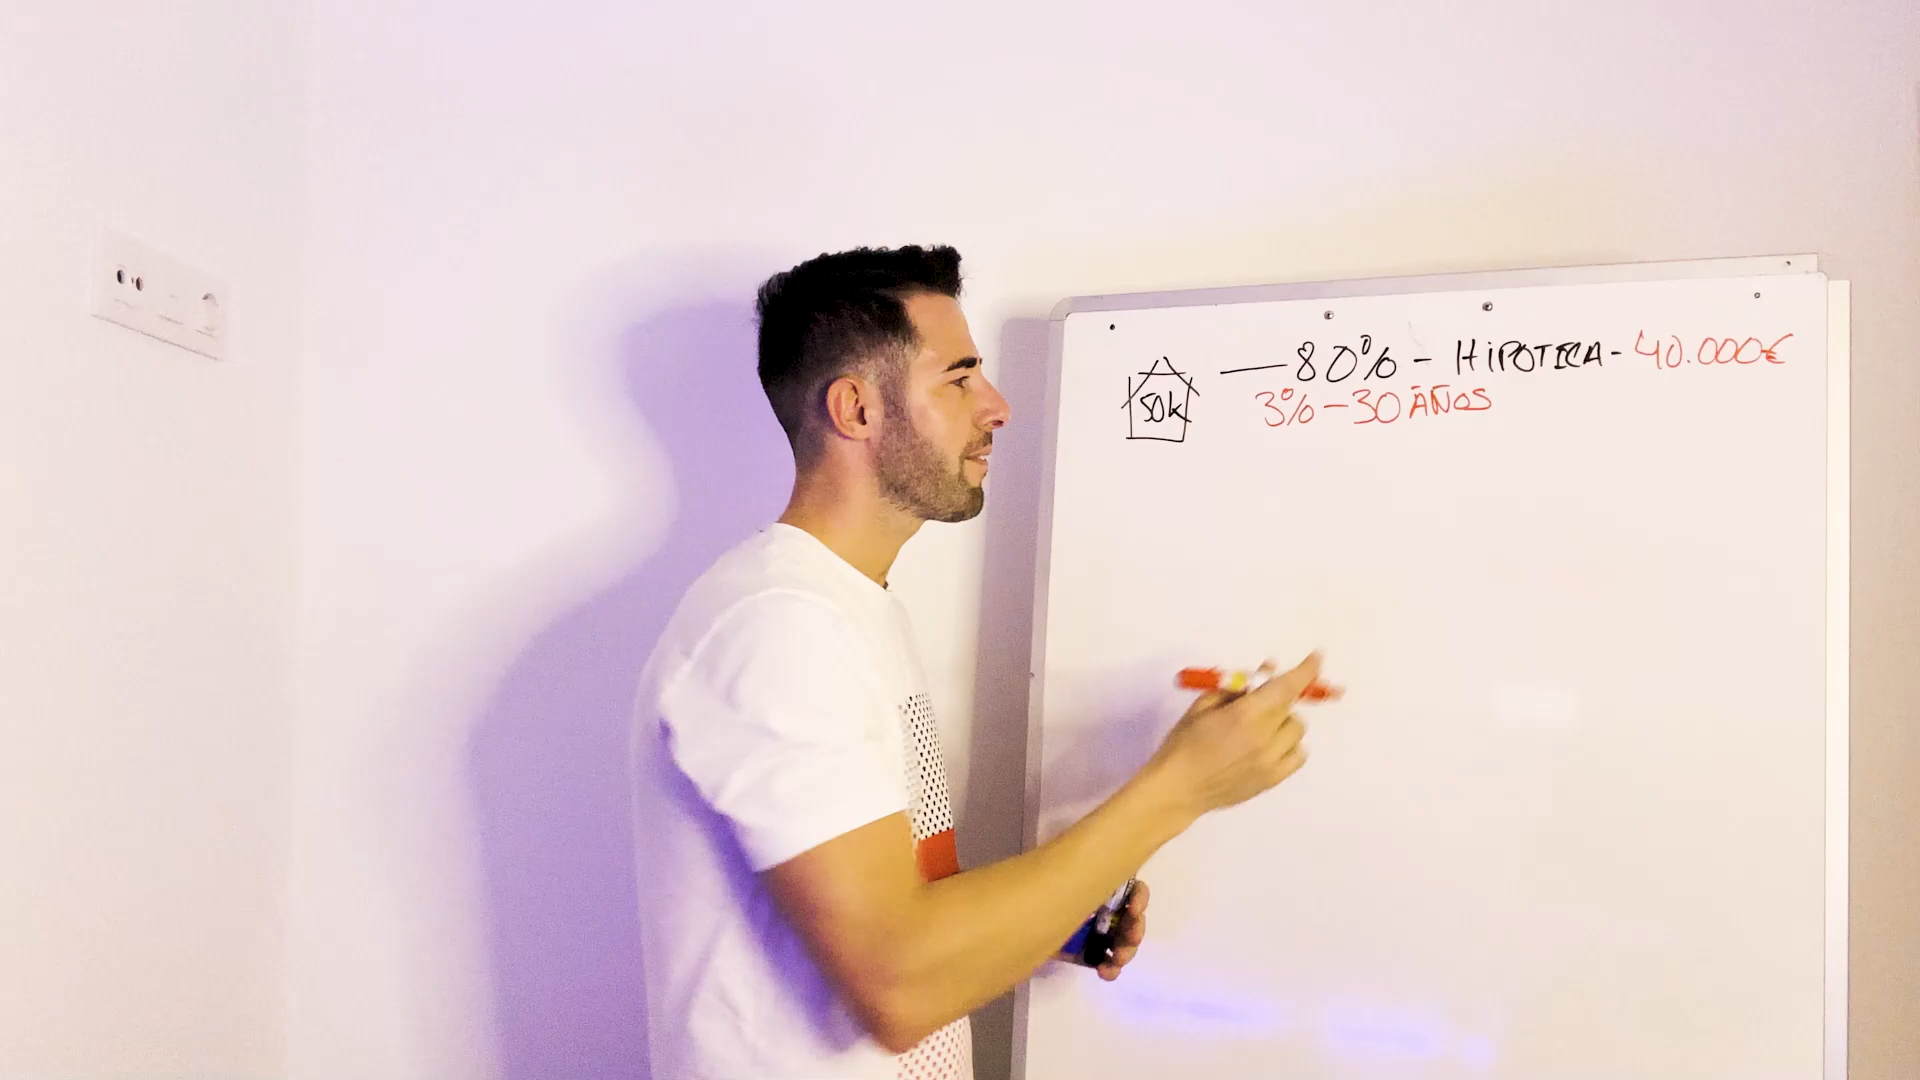 50k — 80% - HiPOTECA - 40.000€
3% - 30 AÑOS